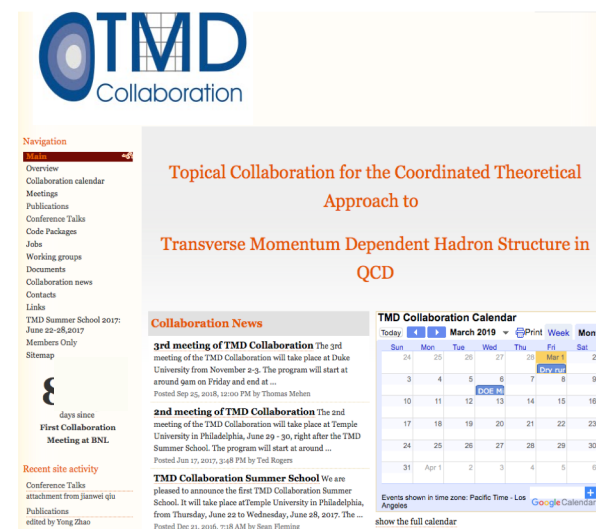 TMD
Collaboration
Navigation
Main
Overview
Collaboration calendar
Meetings
Publications
Conference Talks
Code Packages
Jobs
Working groups
Documents
Collaboration news
Contacts
Links
TMD Summer School 2017:
June 22-28,2017
Members Only
Sitemap
8
days since
First Collaboration
Meeting at BNL
Recent site activity
Conference Talks
attachment from jianwei qiu
Publications
edited by Yong Zhao
Topical Collaboration for the Coordinated Theoretical
Approach to
Transverse Momentum Dependent Hadron Structure in
QCD
Collaboration News
3rd meeting of TMD Collaboration The 3rd
meeting of the TMD Collaboration will take place at Duke
University from November 2-3. The program will start at
around 9am on Friday and end at ...
Posted Sep 25, 2018, 12:00 PM by Thomas Mehen
2nd meeting of TMD Collaboration The 2nd
meeting of the TMD Collaboration will take place at Temple
University in Philadelphia, June 29 - 30, right after the TMD
Summer School. The program will start at around ...
Posted Jun 17, 2017, 3:48 PM by Ted Rogers
TMD Collaboration Summer School We are
pleased to announce the first TMD Collaboration Summer
School. It will take place atTemple University in Philadelphia,
from Thursday, June 22 to Wednesday, June 28, 2017. The ...
Posted Dec 21, 2016, 7:18 AM by Sean Fleming
TMD Collaboration Calendar
Today March 2019 Print Week Mon
Sun Mon Tue Wed Thu Fri Sat
24 25 26 27 28 Mar 1 2
Dry run
3 4 5 6 7 8 9
DOE M
10 11 12 13 14 15 16
17 18 19 20 21 22 23
24 25 26 27 28 29 30
31 Apr 1 2 3 4 5 6
Events shown in time zone: Pacific Time - Los
Angeles
Google Calendar
show the full calendar